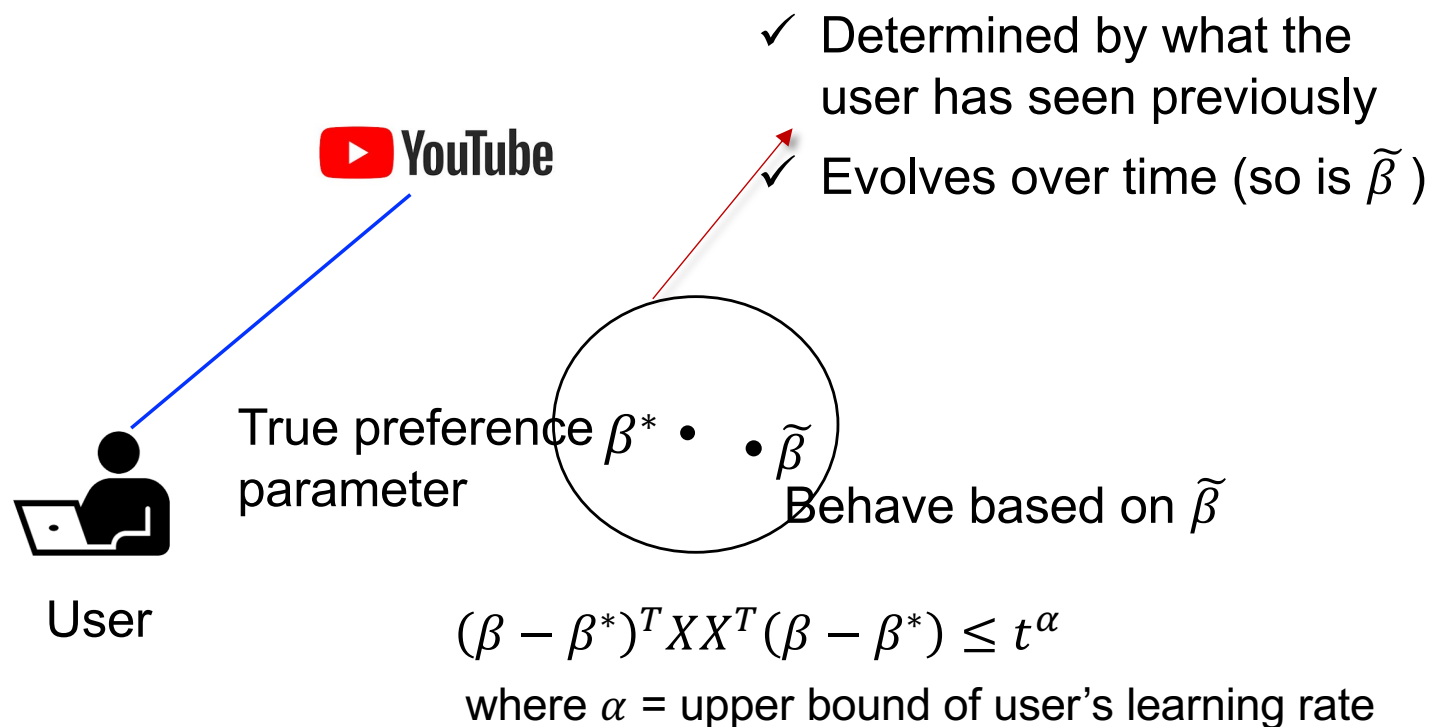 ✓ Determined by what the
user has seen previously
✓ Evolves over time (so is β̃ )
YouTube
True preference β* •
parameter
• β̃
Behave based on β̃
User
(β − β*)ᵀXXᵀ(β − β*) ≤ t^α
where α = upper bound of user’s learning rate